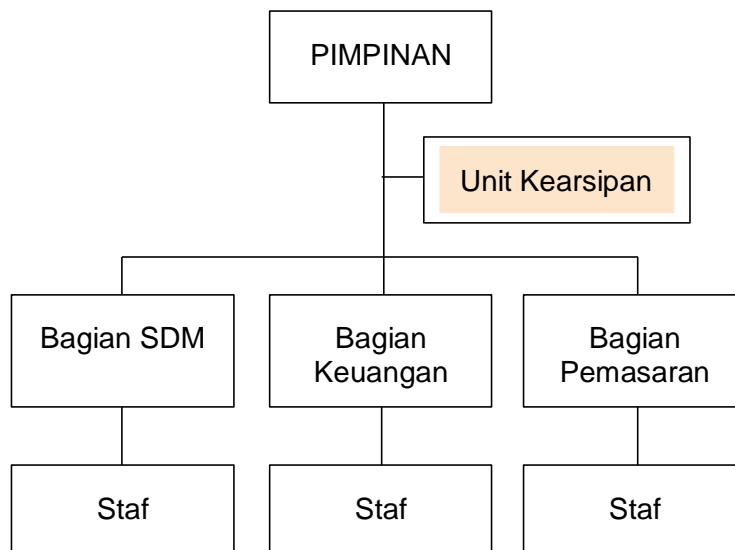 PIMPINAN
Unit Kearsipan
Bagian SDM
Bagian
Keuangan
Bagian
Pemasaran
Staf
Staf
Staf